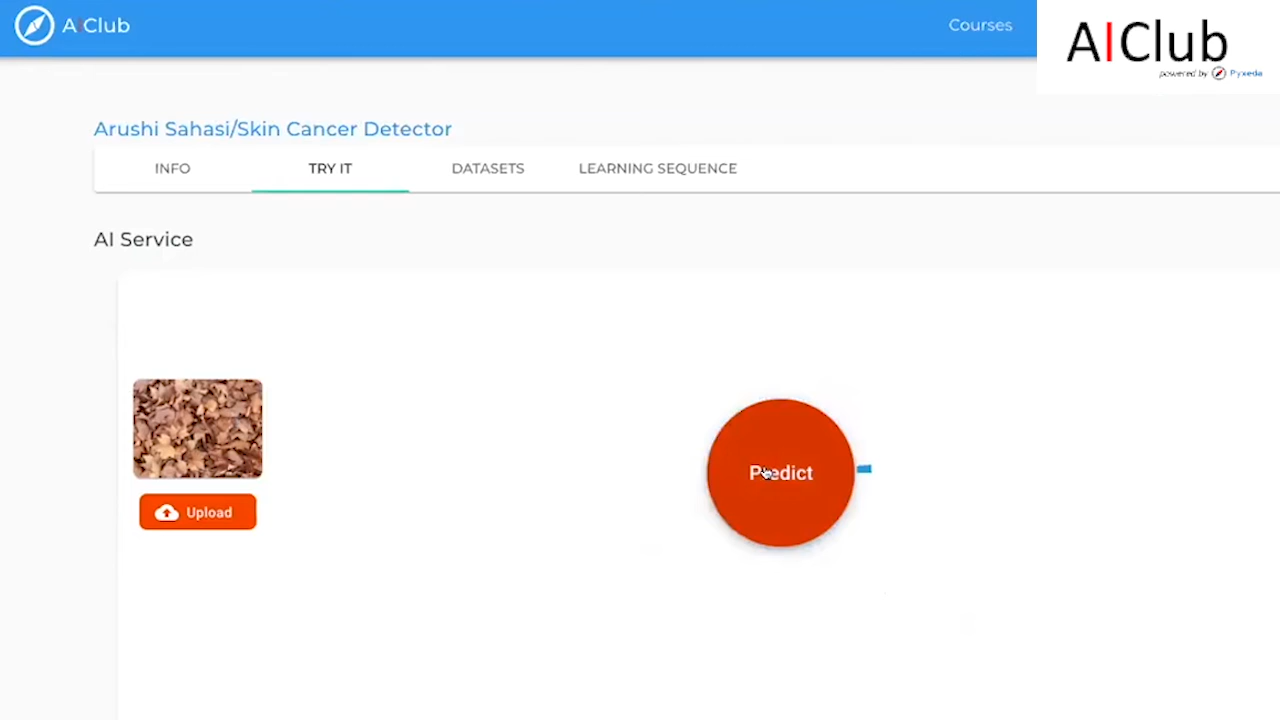 AIClub
Courses
AIClub
powered by Pyxeda
Arushi Sahasi/Skin Cancer Detector
INFO
TRY IT
DATASETS
LEARNING SEQUENCE
AI Service
Predict
Upload